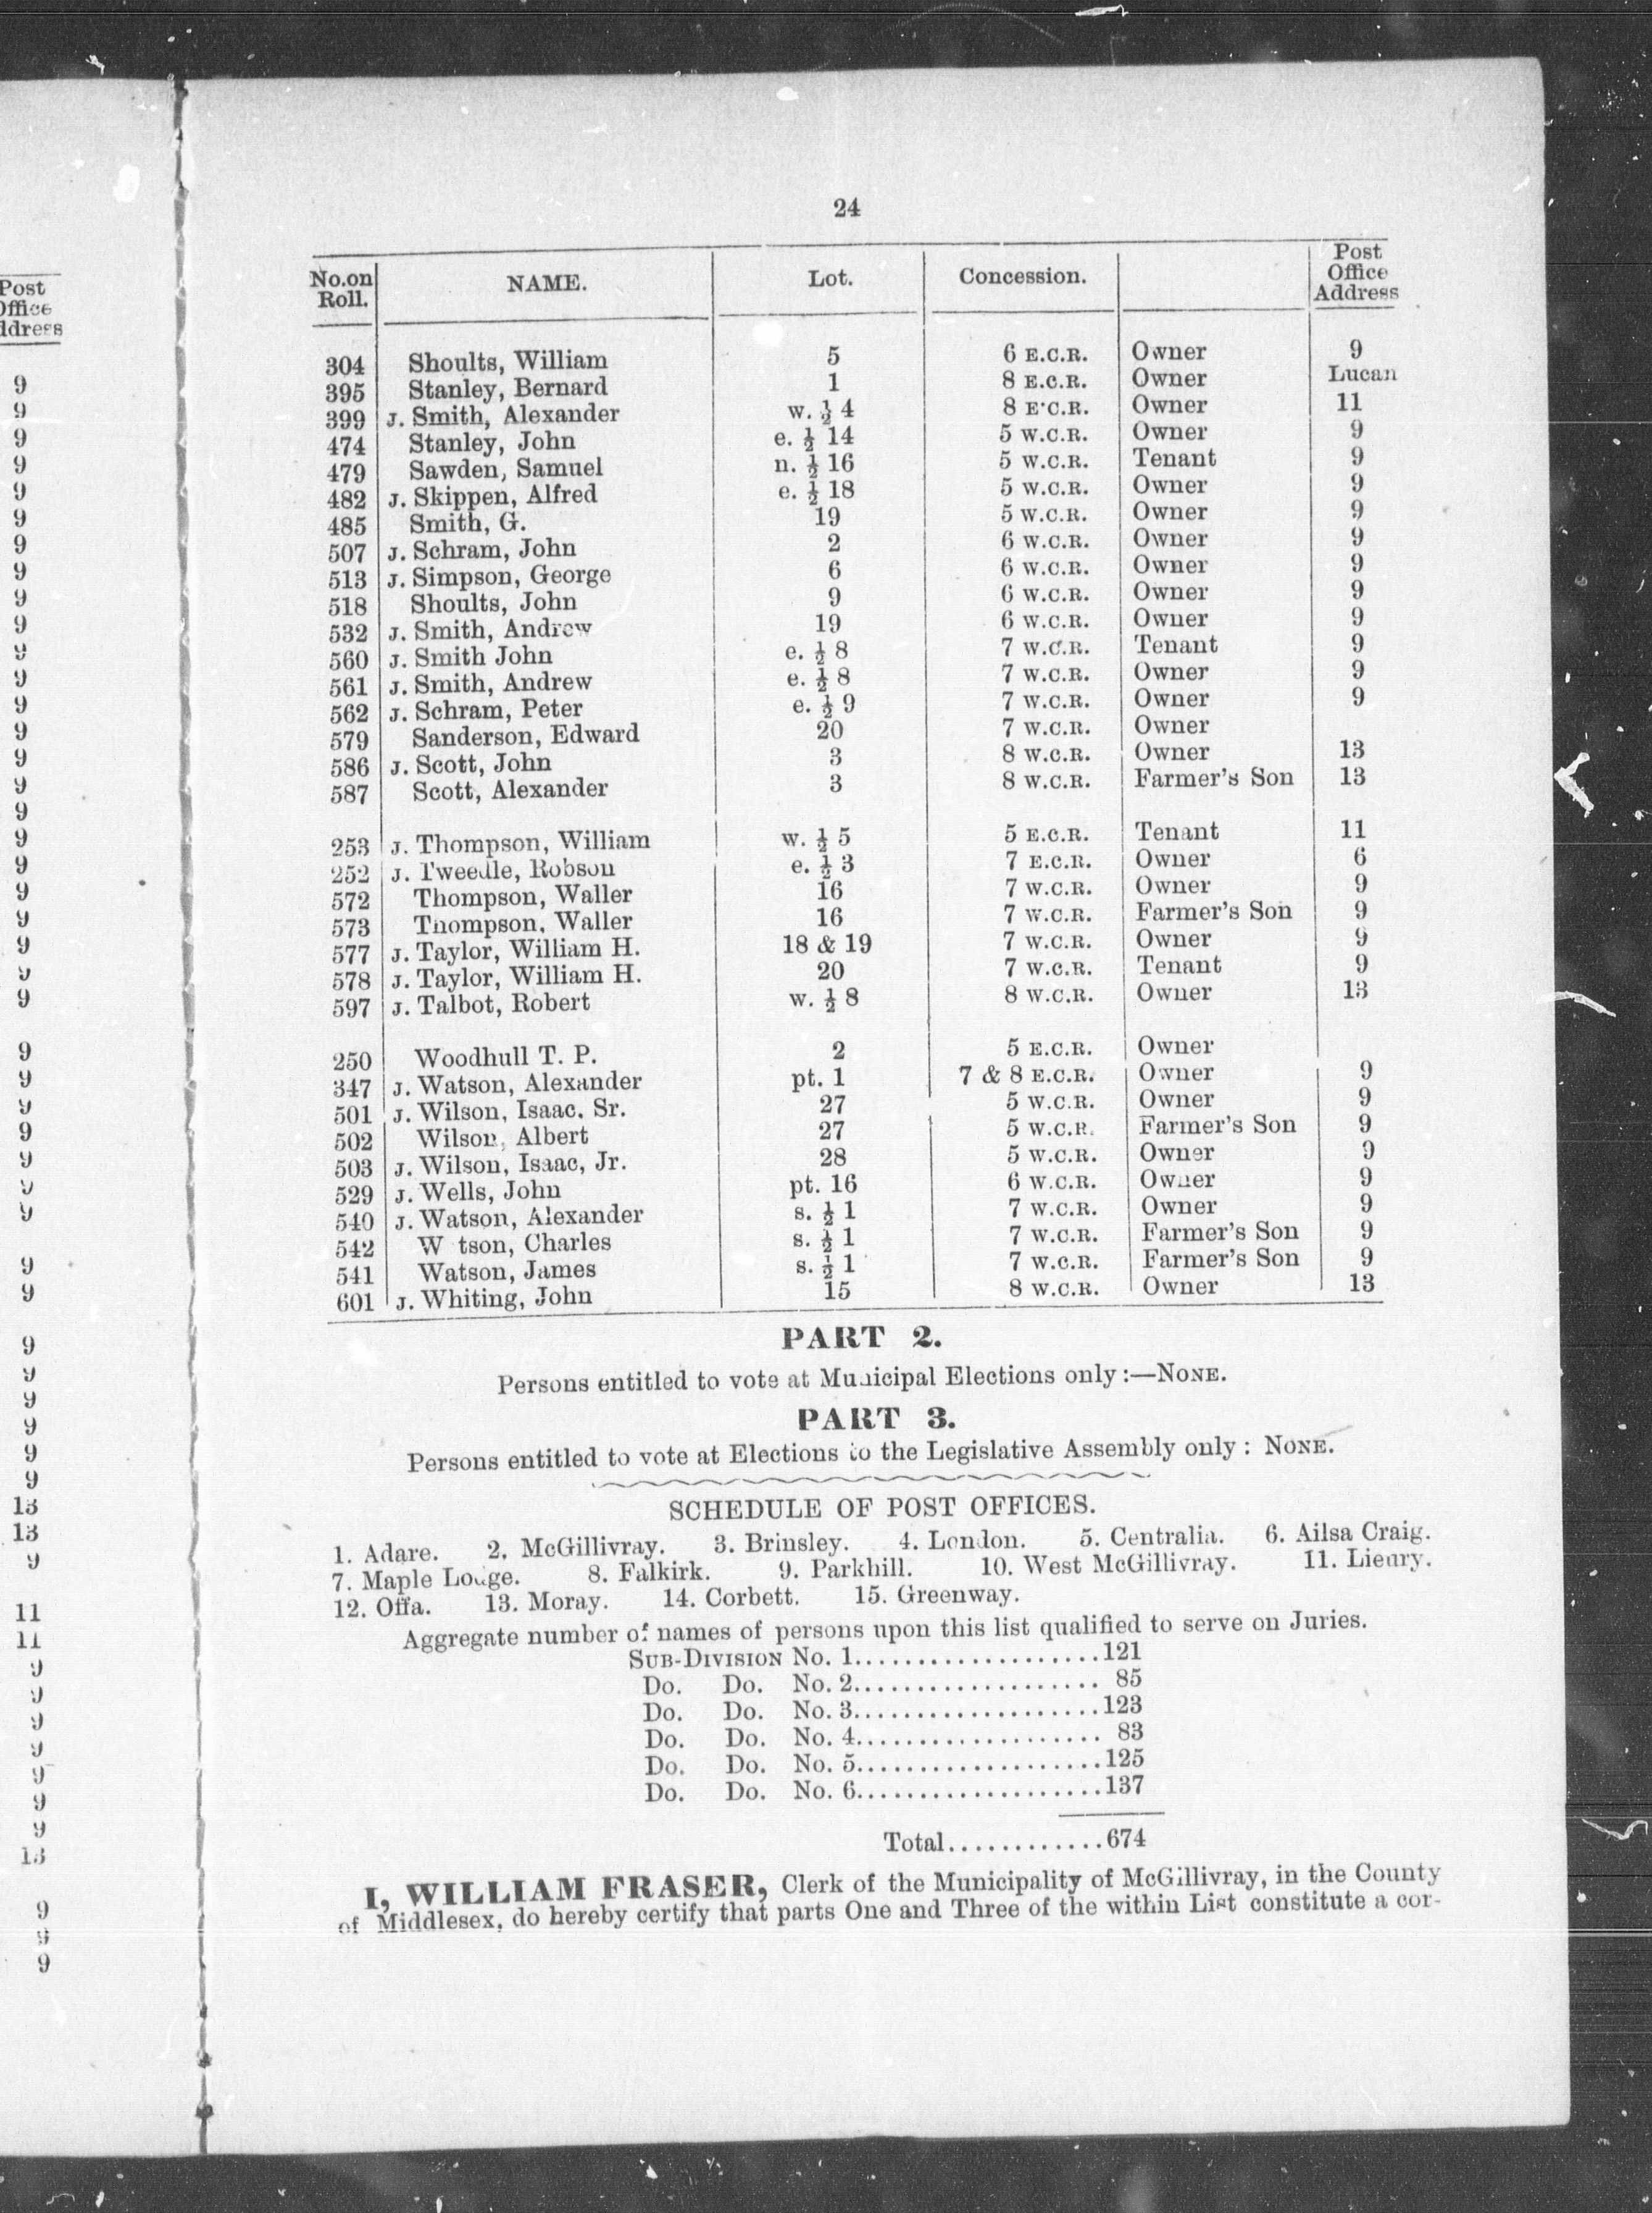 24
No.on Roll. NAME. Lot. Concession. Post Office Address
304 Shoults, William 5 6 E.C.R. Owner 9
395 Stanley, Bernard 1 8 E.C.R. Owner Lucan
399 J. Smith, Alexander w. ½ 4 8 E·C.R. Owner 11
474 Stanley, John e. ½ 14 5 W.C.R. Owner 9
479 Sawden, Samuel n. ½ 16 5 W.C.R. Tenant 9
482 J. Skippen, Alfred e. ½ 18 5 W.C.R. Owner 9
485 Smith, G. 19 5 W.C.R. Owner 9
507 J. Schram, John 2 6 W.C.R. Owner 9
513 J. Simpson, George 6 6 W.C.R. Owner 9
518 Shoults, John 9 6 W.C.R. Owner 9
532 J. Smith, Andrew 19 6 W.C.R. Owner 9
560 J. Smith John e. ½ 8 7 W.C.R. Tenant 9
561 J. Smith, Andrew e. ½ 8 7 W.C.R. Owner 9
562 J. Schram, Peter e. ½ 9 7 W.C.R. Owner 9
579 Sanderson, Edward 20 7 W.C.R. Owner
586 J. Scott, John 3 8 W.C.R. Owner 13
587 Scott, Alexander 3 8 W.C.R. Farmer's Son 13
253 J. Thompson, William w. ½ 5 5 E.C.R. Tenant 11
252 J. Tweedle, Robson e. ½ 3 7 E.C.R. Owner 6
572 Thompson, Waller 16 7 W.C.R. Owner 9
573 Thompson, Waller 16 7 W.C.R. Farmer's Son 9
577 J. Taylor, William H. 18 & 19 7 W.C.R. Owner 9
578 J. Taylor, William H. 20 7 W.C.R. Tenant 9
597 J. Talbot, Robert w. ½ 8 8 W.C.R. Owner 13
250 Woodhull T. P. 2 5 E.C.R. Owner
347 J. Watson, Alexander pt. 1 7 & 8 E.C.R. Owner 9
501 J. Wilson, Isaac, Sr. 27 5 W.C.R. Owner 9
502 Wilson, Albert 27 5 W.C.R. Farmer's Son 9
503 J. Wilson, Isaac, Jr. 28 5 W.C.R. Owner 9
529 J. Wells, John pt. 16 6 W.C.R. Owner 9
540 J. Watson, Alexander s. ½ 1 7 W.C.R. Owner 9
542 W tson, Charles s. ½ 1 7 W.C.R. Farmer's Son 9
541 Watson, James s. ½ 1 7 W.C.R. Farmer's Son 9
601 J. Whiting, John 15 8 W.C.R. Owner 13
PART 2.
Persons entitled to vote at Municipal Elections only:—NONE.
PART 3.
Persons entitled to vote at Elections to the Legislative Assembly only: NONE.
SCHEDULE OF POST OFFICES.
1. Adare. 2. McGillivray. 3. Brinsley. 4. London. 5. Centralia. 6. Ailsa Craig.
7. Maple Lodge. 8. Falkirk. 9. Parkhill. 10. West McGillivray. 11. Lieury.
12. Offa. 13. Moray. 14. Corbett. 15. Greenway.
Aggregate number of names of persons upon this list qualified to serve on Juries.
SUB-DIVISION No. 1....................121
Do. Do. No. 2.................... 85
Do. Do. No. 3....................123
Do. Do. No. 4.................... 83
Do. Do. No. 5....................125
Do. Do. No. 6....................137
Total............674
I, WILLIAM FRASER, Clerk of the Municipality of McGillivray, in the County
of Middlesex, do hereby certify that parts One and Three of the within List constitute a cor-